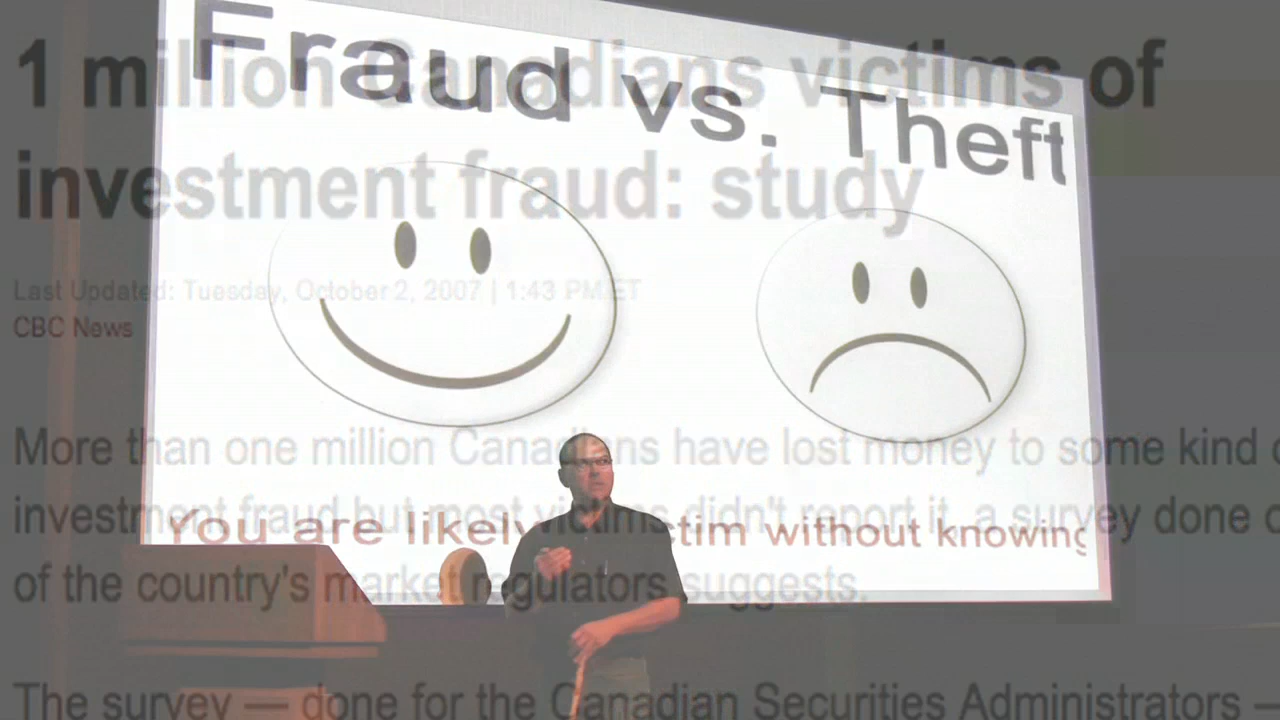 Fraud vs. Theft
You are likely victim without knowing
1 million Canadians victims of
investment fraud: study
Last Updated: Tuesday, October 2, 2007 | 1:43 PM ET
CBC News
More than one million Canadians have lost money to some kind
investment fraud but most victims didn't report it, a survey done
of the country's market regulators suggests.
The survey — done for the Canadian Securities Administrators —